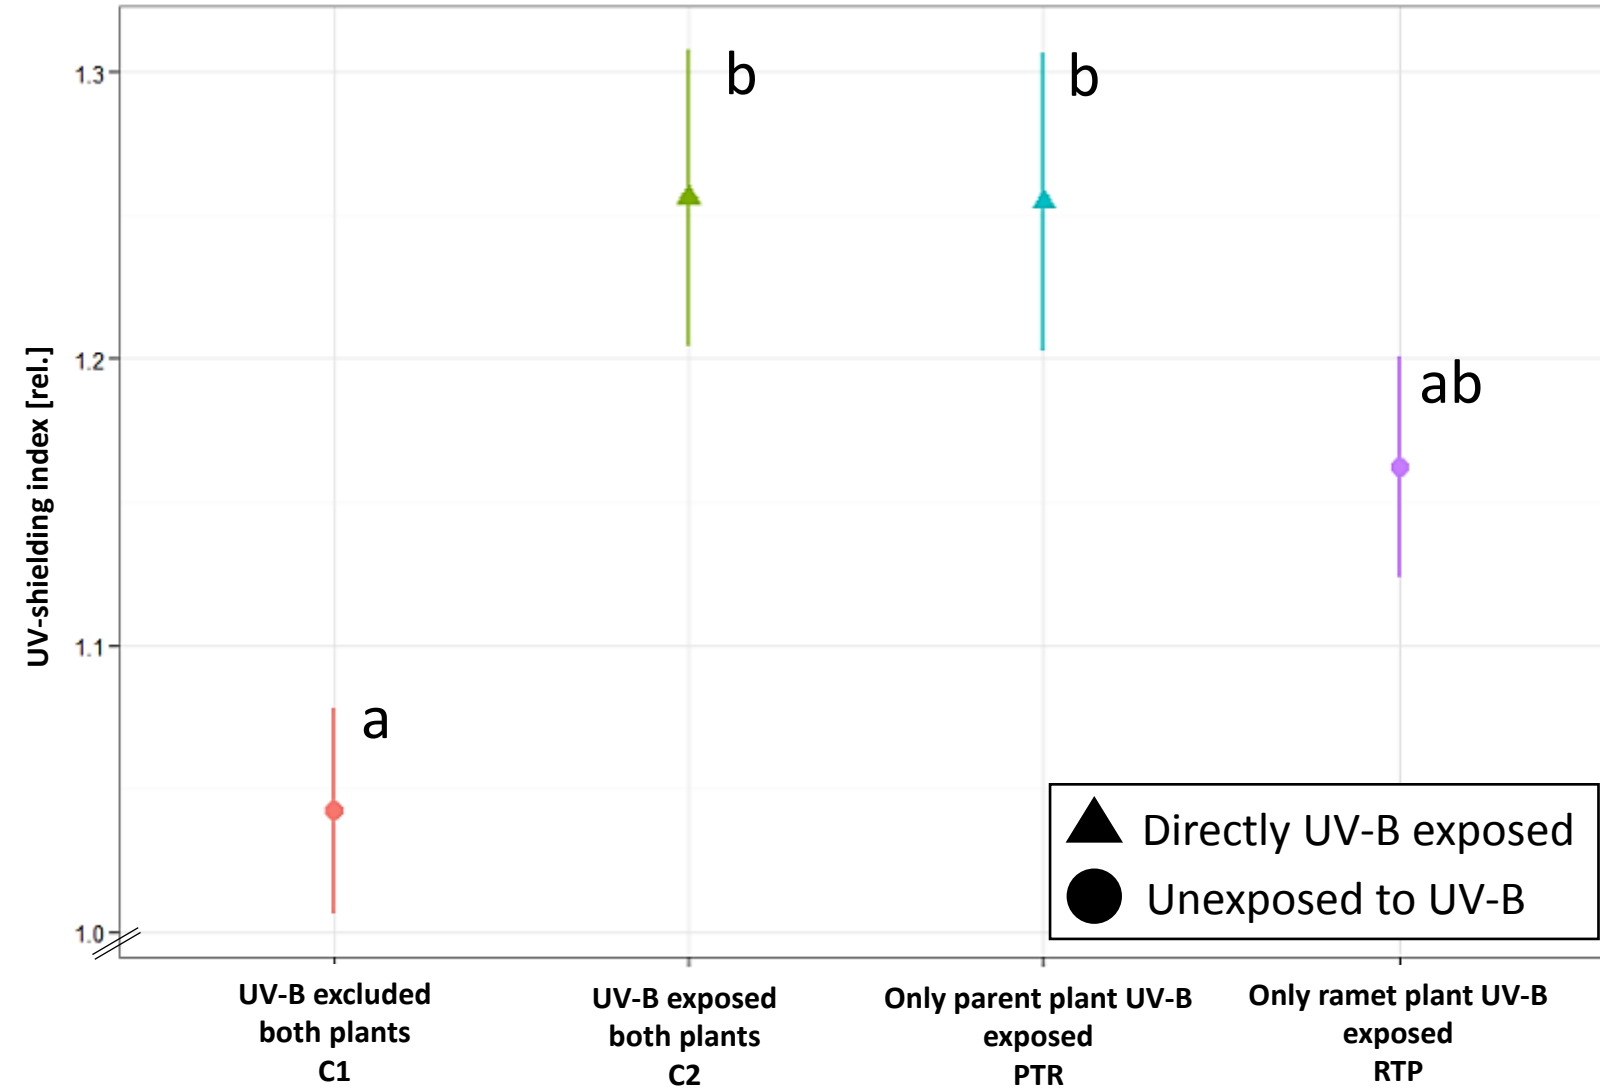 UV-shielding index [rel.]
1.3
1.2
1.1
1.0
a
b
b
ab
Directly UV-B exposed
Unexposed to UV-B
UV-B excluded
both plants
C1
UV-B exposed
both plants
C2
Only parent plant UV-B
exposed
PTR
Only ramet plant UV-B
exposed
RTP